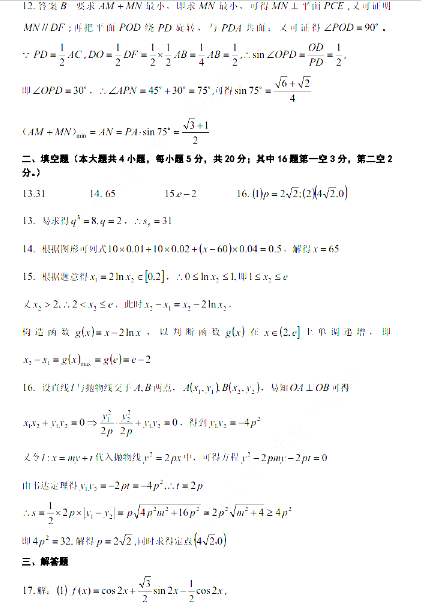 12.答案 B 要求 AM + MN 最小，即求 MN 最小，可得 MN ⊥ 平面 PCE , 又可证明
MN // DF ; 再把平面 POD 绕 PD 旋转，与 PDA 共面；又可证得 ∠POD = 90° 。
∵ PD = 1/2 AC , DO = 1/2 DF = 1/2 × 1/2 AB = 1/4 AB = 1/2 , ∴ sin ∠OPD = OD/PD = 1/2 ,
即 ∠OPD = 30° , ∴ ∠APN = 45° + 30° = 75° , 可得 sin 75° = (√6 + √2)/4
(AM + MN)min = AN = PA · sin 75° = (√3 + 1)/2
二、填空题（本大题共 4 小题，每小题 5 分，共 20 分；其中 16 题第一空 3 分，第二空 2
分。）
13.31 14. 65 15.e − 2 16. (1)p = 2√2; (2)(4√2,0)
13. 易求得 q³ = 8, q = 2 , ∴ s₅ = 31
14. 根据图形可列式 10×0.01 + 10×0.02 + (x − 60)×0.04 = 0.5 , 解得 x = 65
15. 根据题意得 x₁ = 2 ln x₂ ∈ [0,2] , ∴ 0 ≤ ln x₂ ≤ 1, 即 1 ≤ x₂ ≤ e
又 x₂ > 2, ∴ 2 < x₂ ≤ e , 此时 x₂ − x₁ = x₂ − 2 ln x₂ .
构造函数 g(x) = x − 2 ln x ，以判断函数 g(x) 在 x ∈ (2, e] 上单调递增，即
x₂ − x₁ = g(x)max = g(e) = e − 2
16. 设直线 l 与抛物线交于 A, B 两点, A(x₁, y₁), B(x₂, y₂) , 易知 OA ⊥ OB 可得
x₁x₂ + y₁y₂ = 0 ⇒ y₁²/2p · y₂²/2p + y₁y₂ = 0 , 得到 y₁y₂ = −4p²
又令 l : x = my + t 代入抛物线 y² = 2px 中，可得方程 y² − 2pmy − 2pt = 0
由韦达定理得 y₁y₂ = −2pt = −4p² , ∴ t = 2p
∴ s = 1/2 × 2p × |y₁ − y₂| = p√(4p²m² + 16p²) = 2p²√(m² + 4) ≥ 4p²
即 4p² = 32, 解得 p = 2√2 , 同时求得定点 (4√2,0)
三、解答题
17.解：(1) f(x) = cos 2x + √3/2 sin 2x − 1/2 cos 2x ,